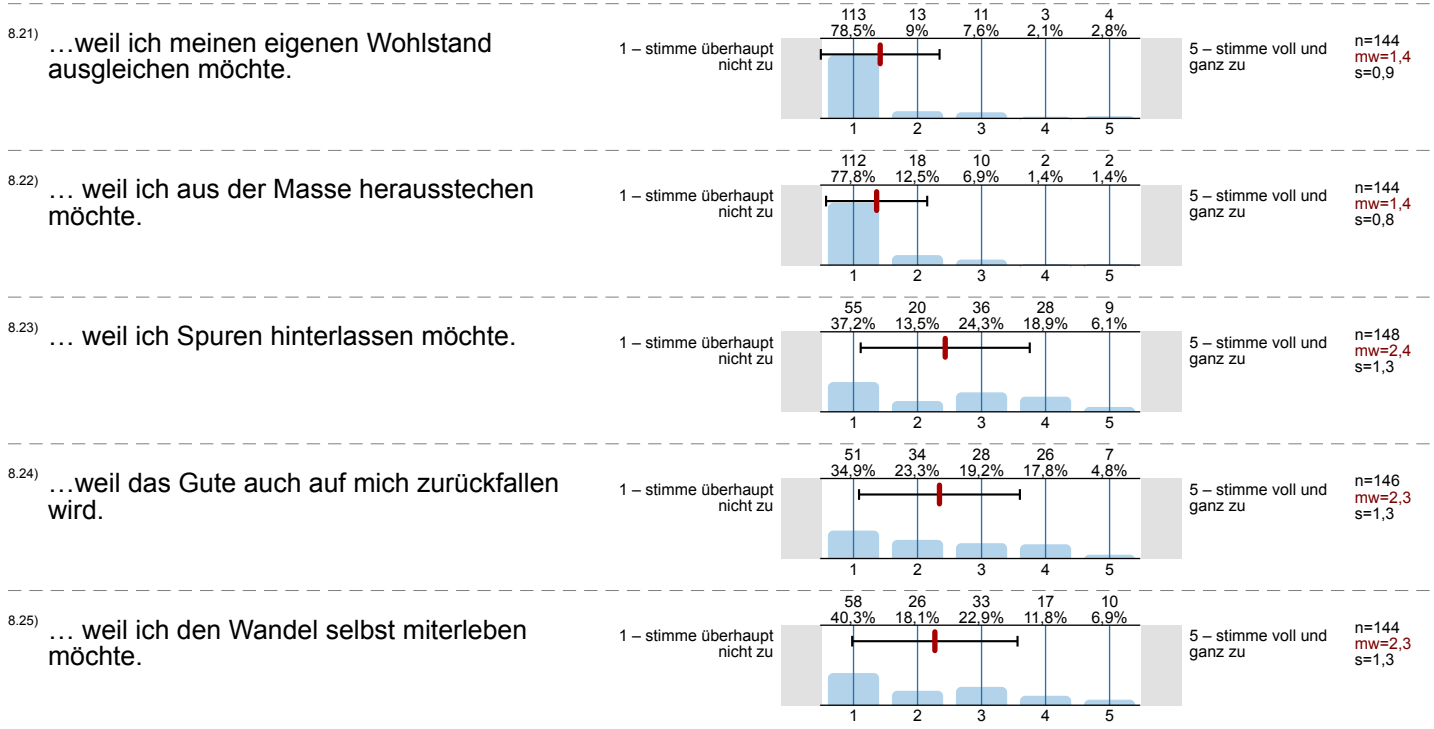 8.21) …weil ich meinen eigenen Wohlstand
ausgleichen möchte.
1 – stimme überhaupt
nicht zu
113 13 11 3 4
78,5% 9% 7,6% 2,1% 2,8%
1 2 3 4 5
5 – stimme voll und
ganz zu
n=144
mw=1,4
s=0,9
8.22) … weil ich aus der Masse herausstechen
möchte.
1 – stimme überhaupt
nicht zu
112 18 10 2 2
77,8% 12,5% 6,9% 1,4% 1,4%
1 2 3 4 5
5 – stimme voll und
ganz zu
n=144
mw=1,4
s=0,8
8.23) … weil ich Spuren hinterlassen möchte.
1 – stimme überhaupt
nicht zu
55 20 36 28 9
37,2% 13,5% 24,3% 18,9% 6,1%
1 2 3 4 5
5 – stimme voll und
ganz zu
n=148
mw=2,4
s=1,3
8.24) …weil das Gute auch auf mich zurückfallen
wird.
1 – stimme überhaupt
nicht zu
51 34 28 26 7
34,9% 23,3% 19,2% 17,8% 4,8%
1 2 3 4 5
5 – stimme voll und
ganz zu
n=146
mw=2,3
s=1,3
8.25) … weil ich den Wandel selbst miterleben
möchte.
1 – stimme überhaupt
nicht zu
58 26 33 17 10
40,3% 18,1% 22,9% 11,8% 6,9%
1 2 3 4 5
5 – stimme voll und
ganz zu
n=144
mw=2,3
s=1,3